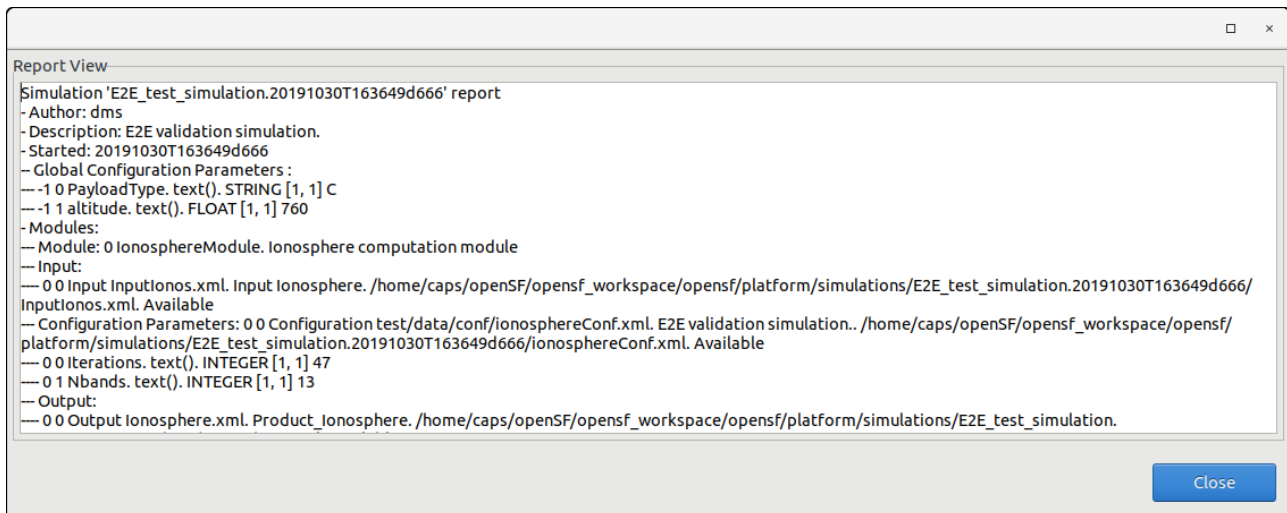 Report View
Simulation 'E2E_test_simulation.20191030T163649d666' report
- Author: dms
- Description: E2E validation simulation.
- Started: 20191030T163649d666
-- Global Configuration Parameters :
--- -1 0 PayloadType. text(). STRING [1, 1] C
--- -1 1 altitude. text(). FLOAT [1, 1] 760
- Modules:
--- Module: 0 IonosphereModule. Ionosphere computation module
--- Input:
---- 0 0 Input InputIonos.xml. Input Ionosphere. /home/caps/openSF/opensf_workspace/opensf/platform/simulations/E2E_test_simulation.20191030T163649d666/
InputIonos.xml. Available
--- Configuration Parameters: 0 0 Configuration test/data/conf/ionosphereConf.xml. E2E validation simulation.. /home/caps/openSF/opensf_workspace/opensf/
platform/simulations/E2E_test_simulation.20191030T163649d666/ionosphereConf.xml. Available
---- 0 0 Iterations. text(). INTEGER [1, 1] 47
---- 0 1 Nbands. text(). INTEGER [1, 1] 13
--- Output:
---- 0 0 Output Ionosphere.xml. Product_Ionosphere. /home/caps/openSF/opensf_workspace/opensf/platform/simulations/E2E_test_simulation.
Close